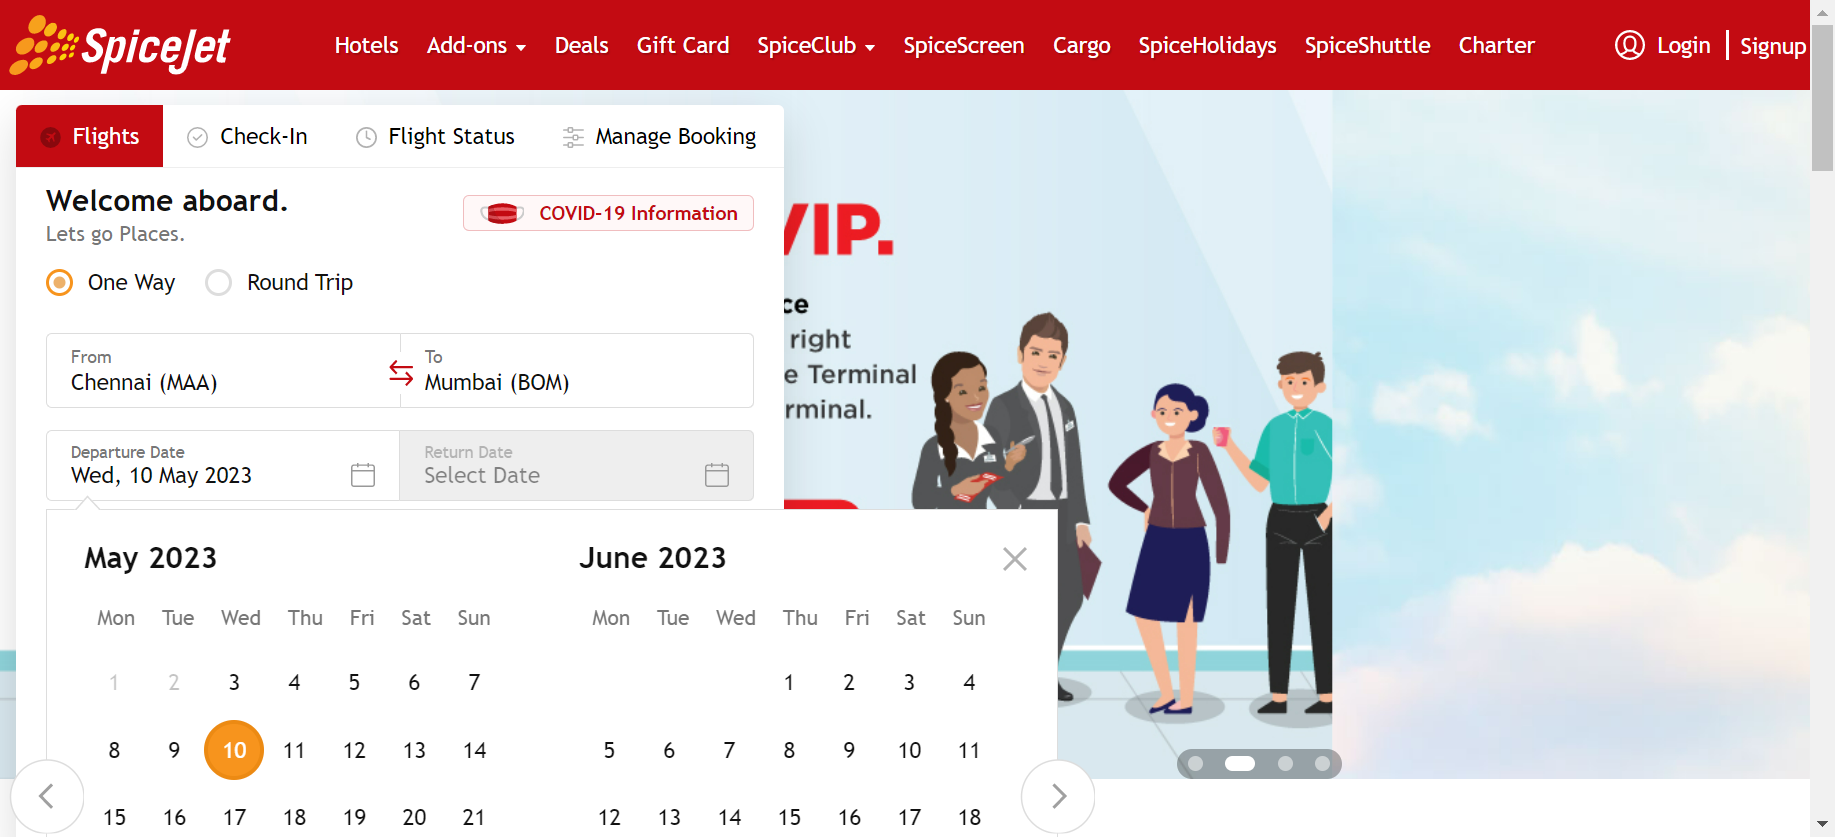 SpiceJet
Hotels Add-ons Deals Gift Card SpiceClub SpiceScreen Cargo SpiceHolidays SpiceShuttle Charter Login Signup
Flights Check-In Flight Status Manage Booking
Welcome aboard.
Lets go Places.
COVID-19 Information
One Way Round Trip
From
Chennai (MAA)
To
Mumbai (BOM)
Departure Date
Wed, 10 May 2023
Return Date
Select Date
VIP.
ce
right
e Terminal
rminal.
May 2023
Mon Tue Wed Thu Fri Sat Sun
1 2 3 4 5 6 7
8 9 10 11 12 13 14
15 16 17 18 19 20 21
June 2023
Mon Tue Wed Thu Fri Sat Sun
1 2 3 4
5 6 7 8 9 10 11
12 13 14 15 16 17 18